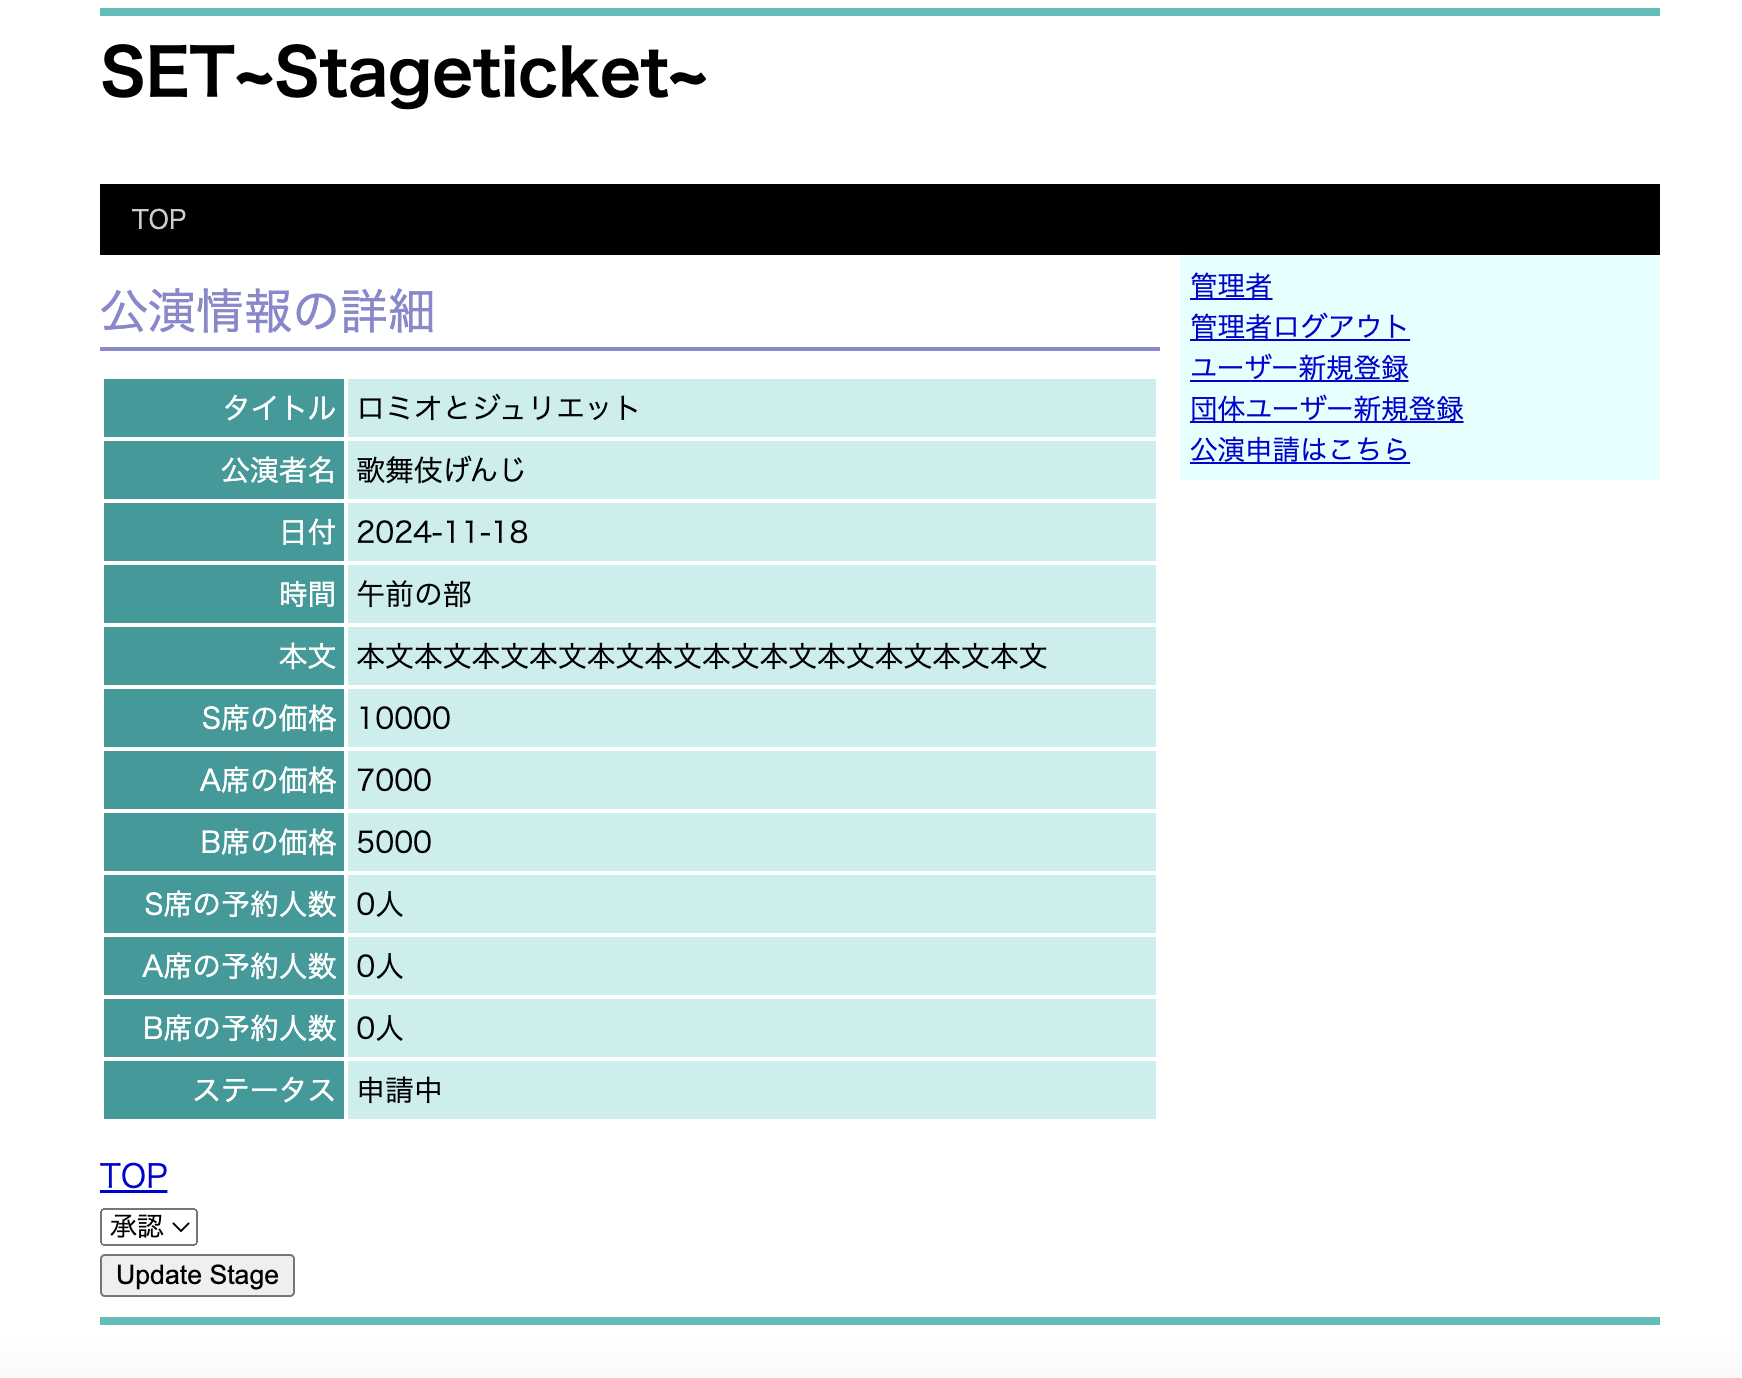 SET~Stageticket~
TOP
公演情報の詳細
タイトル ロミオとジュリエット
公演者名 歌舞伎げんじ
日付 2024-11-18
時間 午前の部
本文 本文本文本文本文本文本文本文本文本文本文本文本文
S席の価格 10000
A席の価格 7000
B席の価格 5000
S席の予約人数 0人
A席の予約人数 0人
B席の予約人数 0人
ステータス 申請中
TOP
承認
Update Stage
管理者
管理者ログアウト
ユーザー新規登録
団体ユーザー新規登録
公演申請はこちら